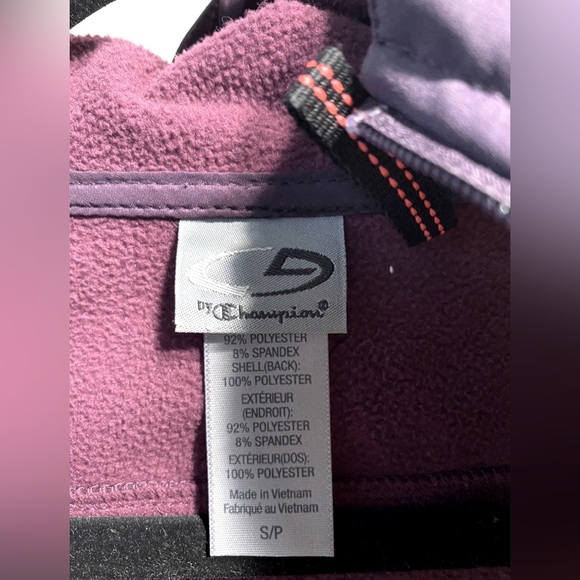 C9
by Champion®
92% POLYESTER
8% SPANDEX
SHELL(BACK):
100% POLYESTER
EXTÉRIEUR
(ENDROIT):
92% POLYESTER
8% SPANDEX
EXTÉRIEUR(DOS):
100% POLYESTER
Made in Vietnam
Fabriqué au Vietnam
S/P